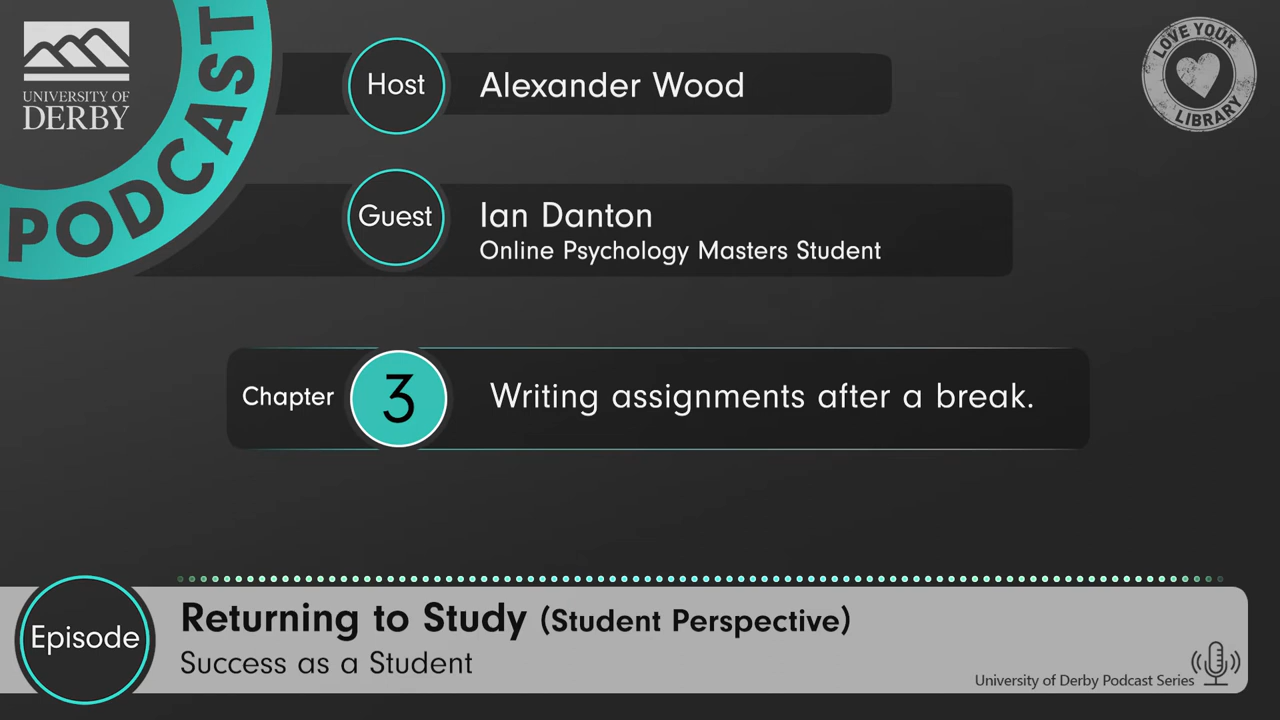 PODCAST
UNIVERSITY OF
DERBY
Host
Alexander Wood
LOVE YOUR
LIBRARY
Guest
Ian Danton
Online Psychology Masters Student
Chapter
3
Writing assignments after a break.
Episode
Returning to Study (Student Perspective)
Success as a Student
University of Derby Podcast Series